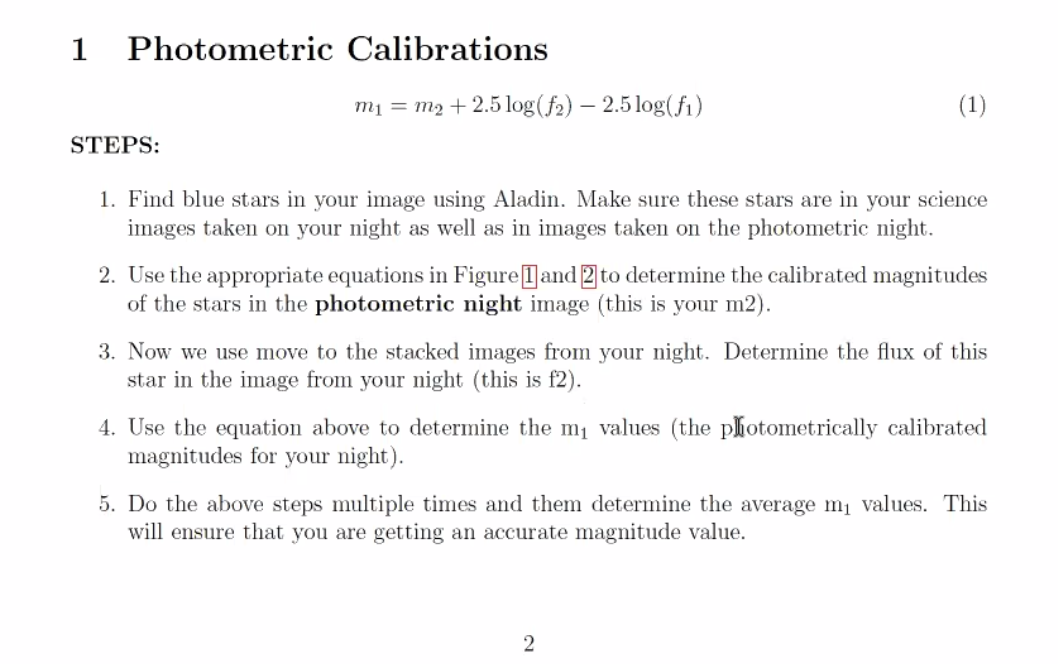 1 Photometric Calibrations
m₁ = m₂ + 2.5 log(f₂) − 2.5 log(f₁) (1)
STEPS:
1. Find blue stars in your image using Aladin. Make sure these stars are in your science
images taken on your night as well as in images taken on the photometric night.
2. Use the appropriate equations in Figure 1 and 2 to determine the calibrated magnitudes
of the stars in the photometric night image (this is your m2).
3. Now we use move to the stacked images from your night. Determine the flux of this
star in the image from your night (this is f2).
4. Use the equation above to determine the m₁ values (the photometrically calibrated
magnitudes for your night).
5. Do the above steps multiple times and them determine the average m₁ values. This
will ensure that you are getting an accurate magnitude value.
2